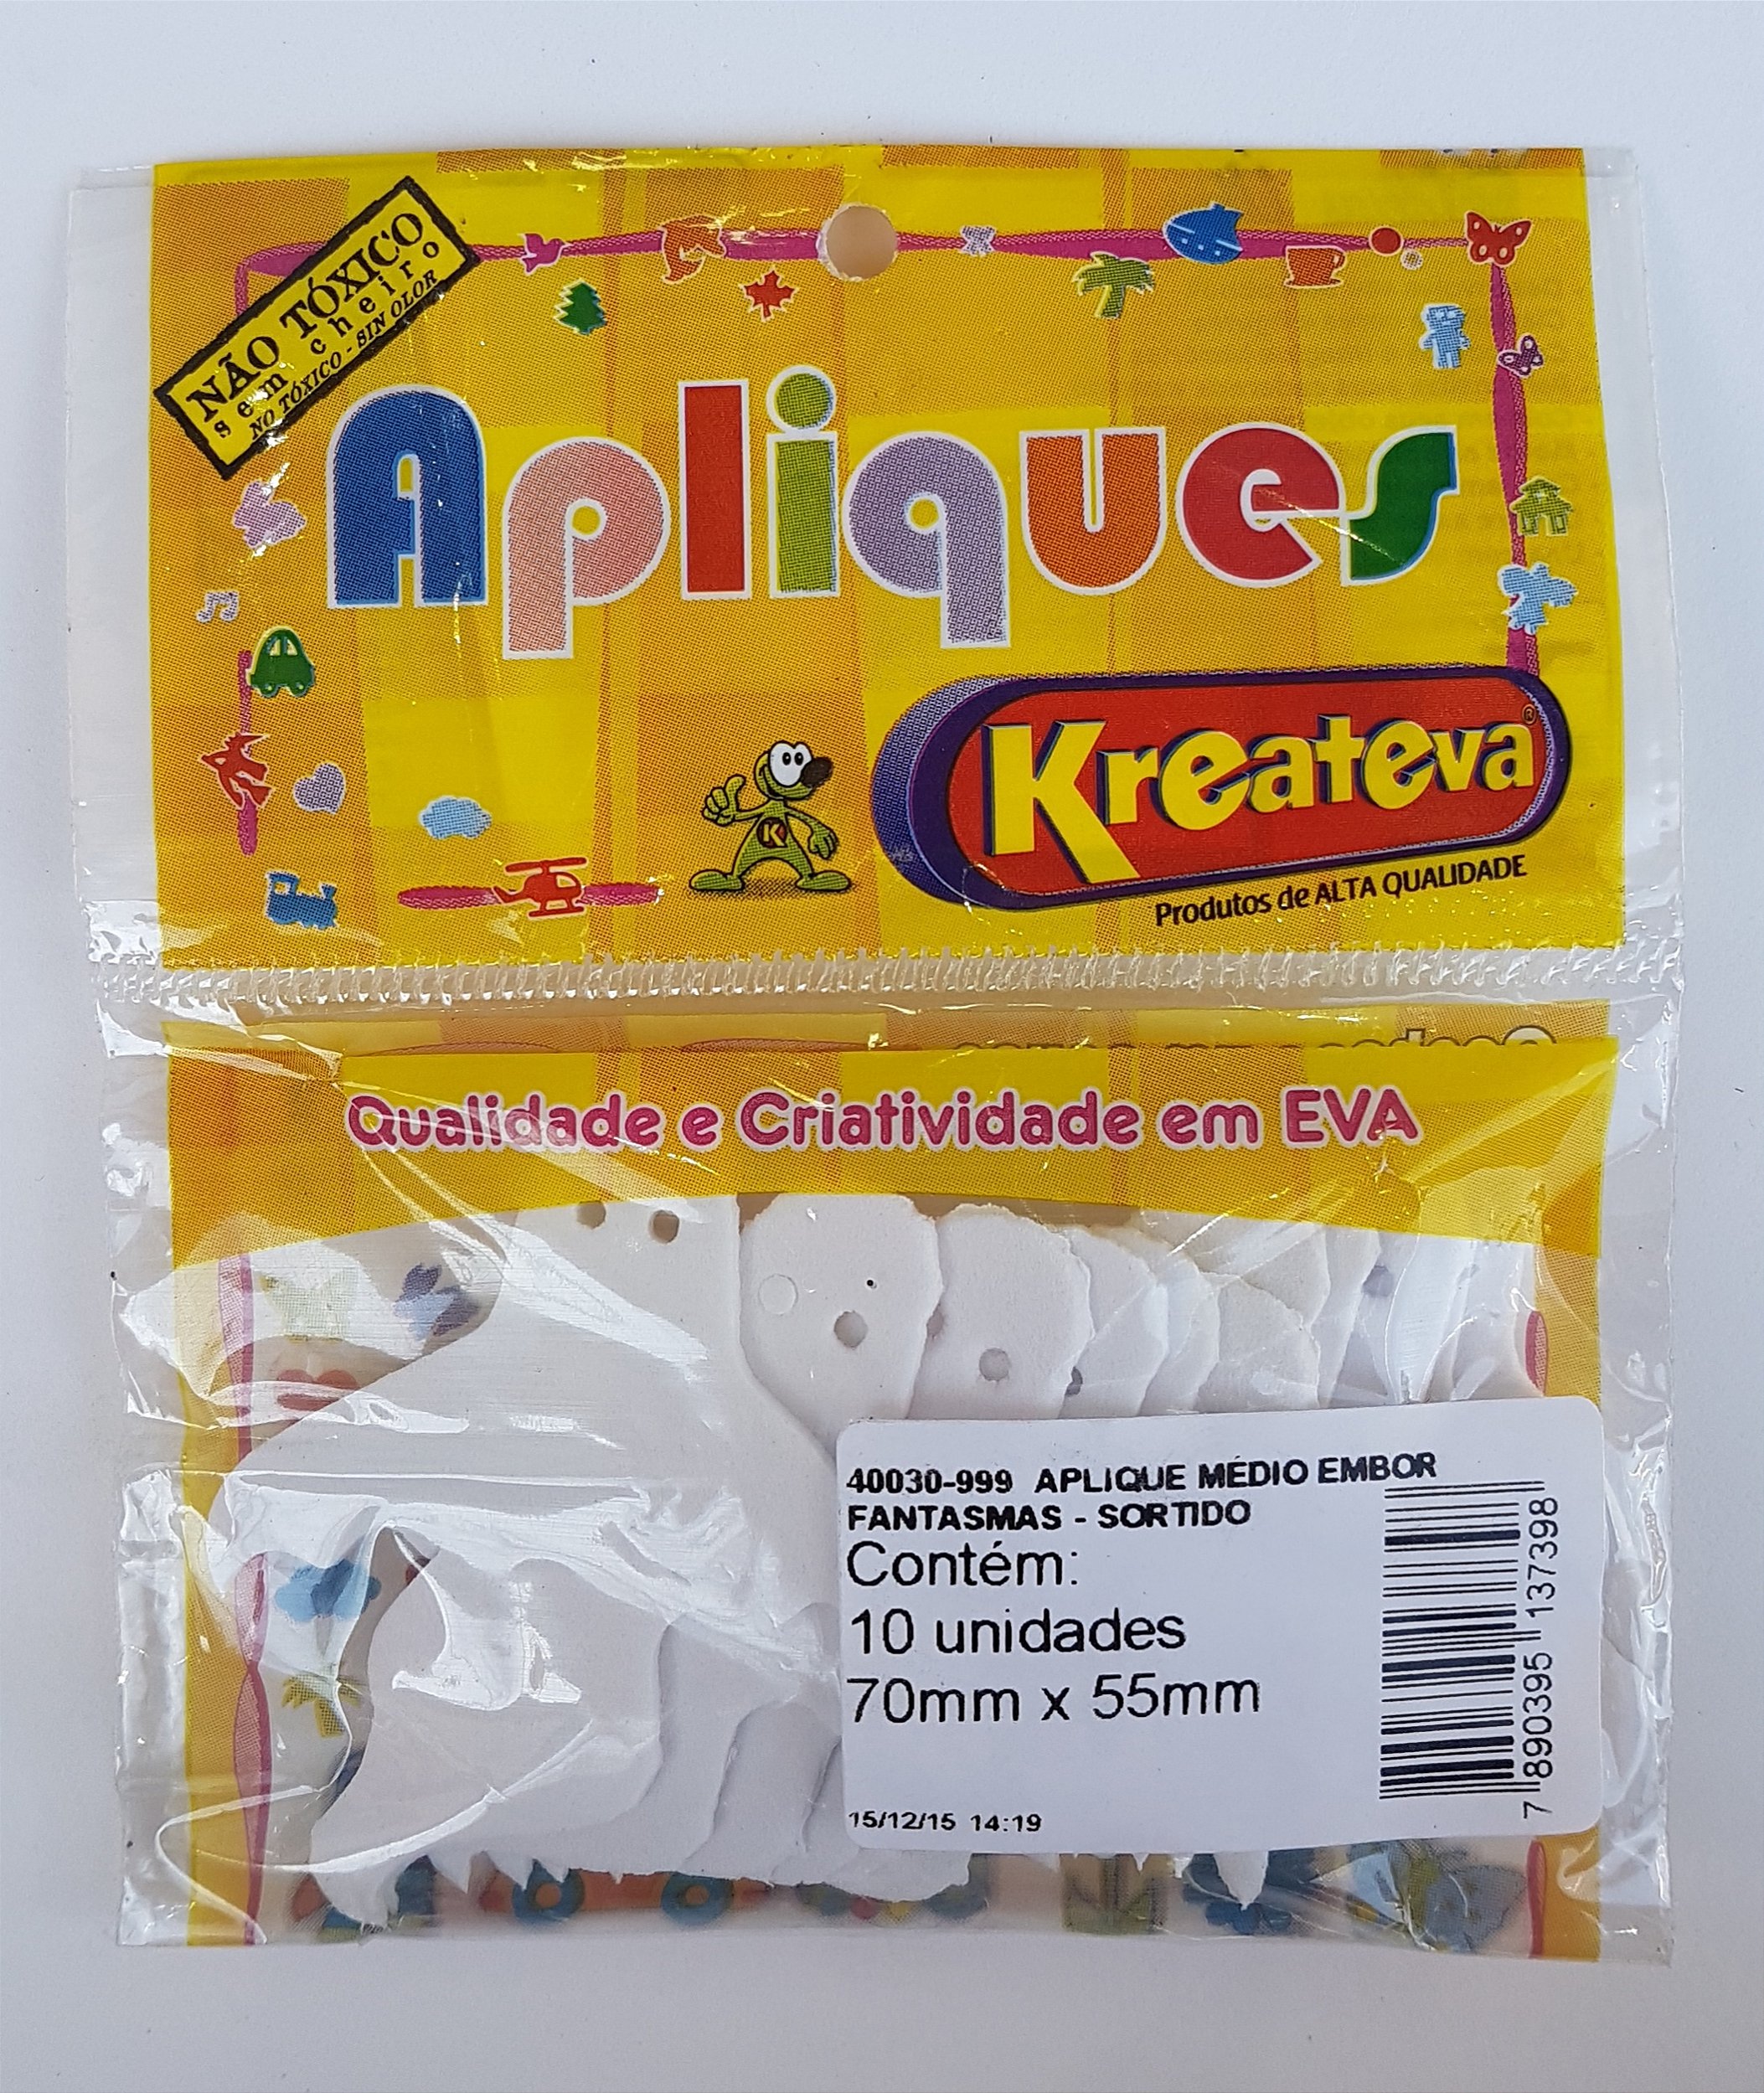 NÃO TÓXICO
sem cheiro
NO TÓXICO - SIN OLOR
Apliques
Kreateva®
K
Produtos de ALTA QUALIDADE
Qualidade e Criatividade em EVA
40030-999 APLIQUE MÉDIO EMBOR
FANTASMAS - SORTIDO
Contém:
10 unidades
70mm x 55mm
15/12/15 14:19
7 890395 137398